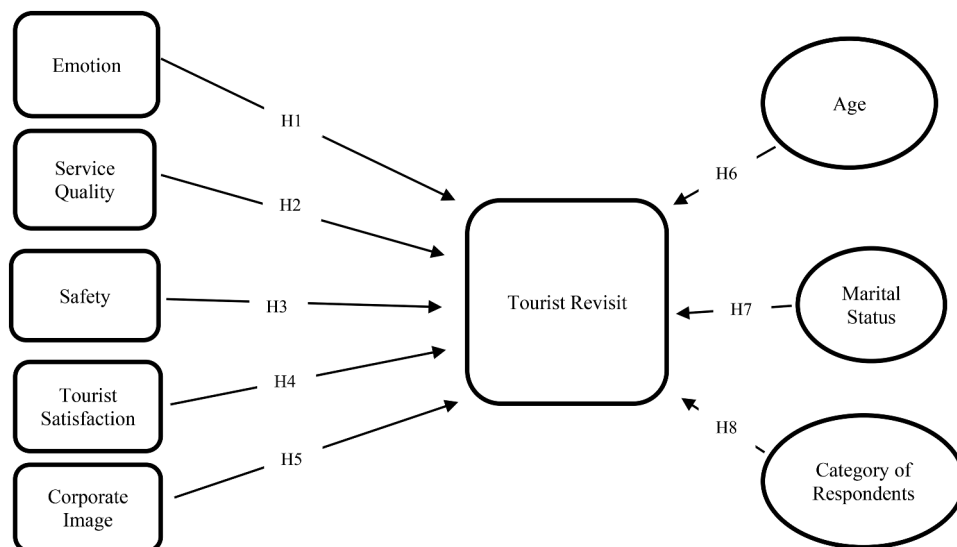 Emotion
H1
Service
Quality
H2
Safety
H3
Tourist
Satisfaction
H4
Corporate
Image
H5
Tourist Revisit
Age
H6
Marital
Status
H7
Category of
Respondents
H8